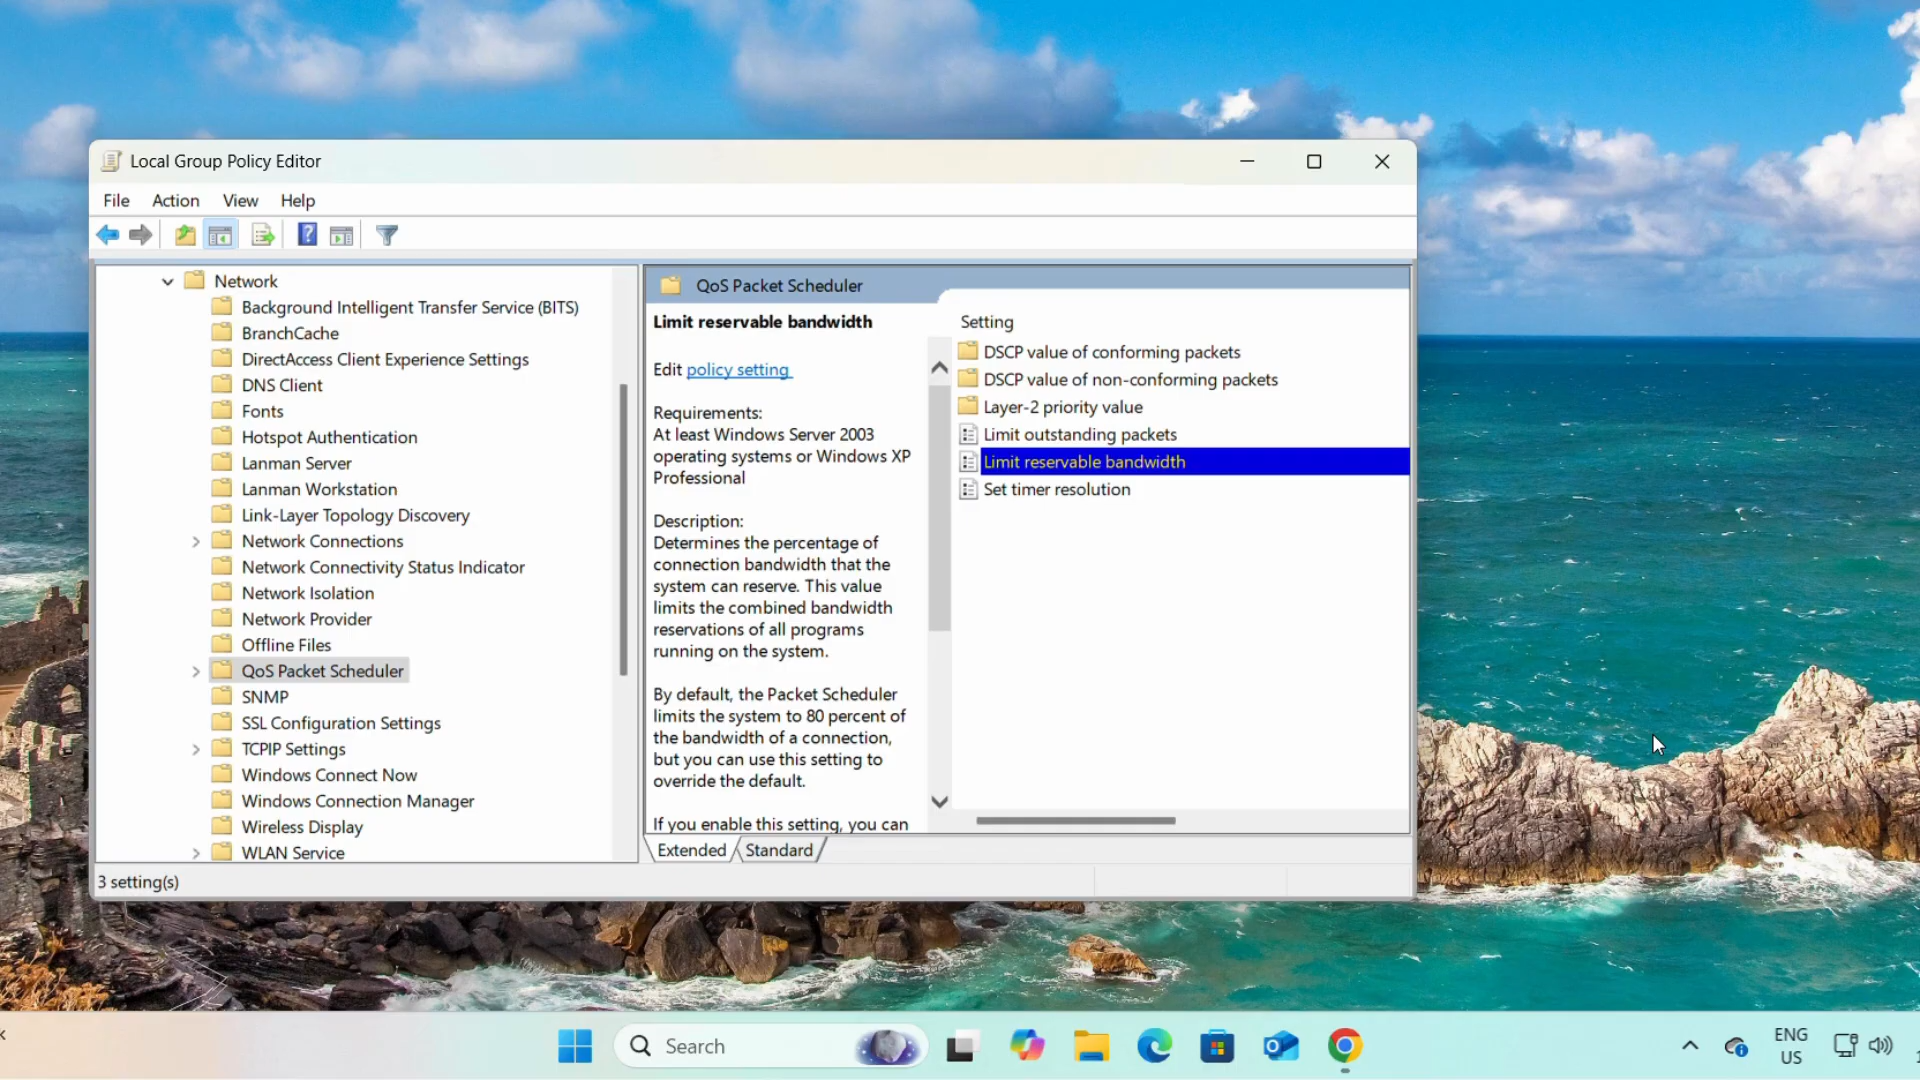 Local Group Policy Editor
File Action View Help
Network
Background Intelligent Transfer Service (BITS)
BranchCache
DirectAccess Client Experience Settings
DNS Client
Fonts
Hotspot Authentication
Lanman Server
Lanman Workstation
Link-Layer Topology Discovery
Network Connections
Network Connectivity Status Indicator
Network Isolation
Network Provider
Offline Files
QoS Packet Scheduler
SNMP
SSL Configuration Settings
TCPIP Settings
Windows Connect Now
Windows Connection Manager
Wireless Display
WLAN Service
QoS Packet Scheduler
Limit reservable bandwidth
Edit policy setting
Requirements:
At least Windows Server 2003
operating systems or Windows XP
Professional
Description:
Determines the percentage of
connection bandwidth that the
system can reserve. This value
limits the combined bandwidth
reservations of all programs
running on the system.
By default, the Packet Scheduler
limits the system to 80 percent of
the bandwidth of a connection,
but you can use this setting to
override the default.
If you enable this setting, you can
Setting
DSCP value of conforming packets
DSCP value of non-conforming packets
Layer-2 priority value
Limit outstanding packets
Limit reservable bandwidth
Set timer resolution
Extended Standard
3 setting(s)
Search
ENG
US